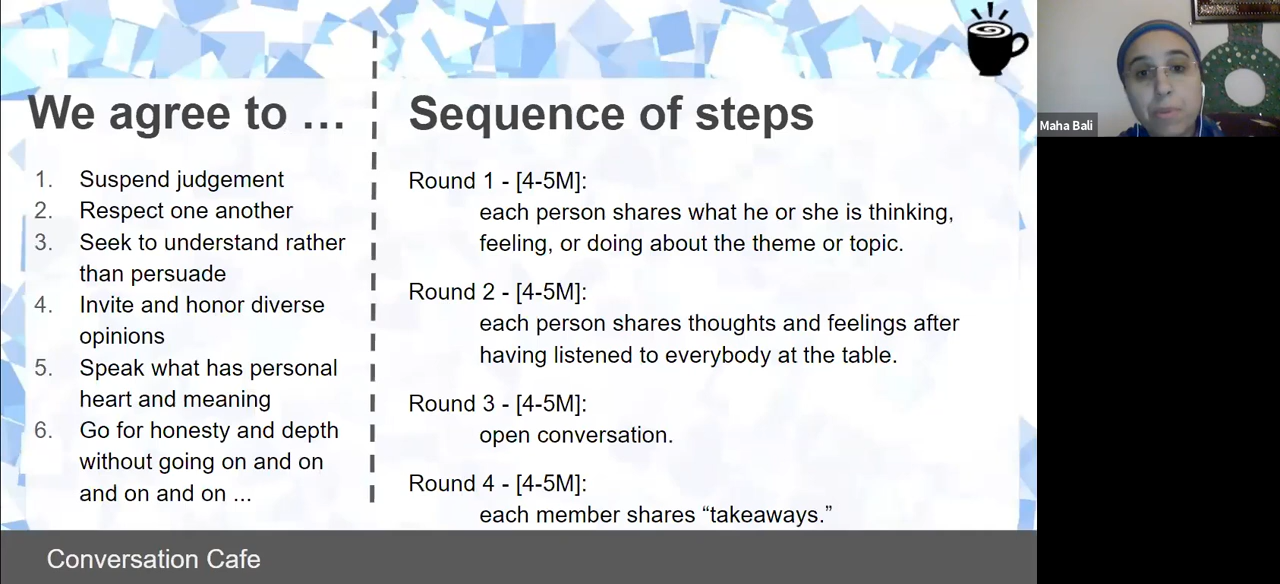 We agree to …
1. Suspend judgement
2. Respect one another
3. Seek to understand rather
than persuade
4. Invite and honor diverse
opinions
5. Speak what has personal
heart and meaning
6. Go for honesty and depth
without going on and on
and on and on ...
Sequence of steps
Round 1 - [4-5M]:
each person shares what he or she is thinking,
feeling, or doing about the theme or topic.
Round 2 - [4-5M]:
each person shares thoughts and feelings after
having listened to everybody at the table.
Round 3 - [4-5M]:
open conversation.
Round 4 - [4-5M]:
each member shares “takeaways.”
Conversation Cafe
Maha Bali